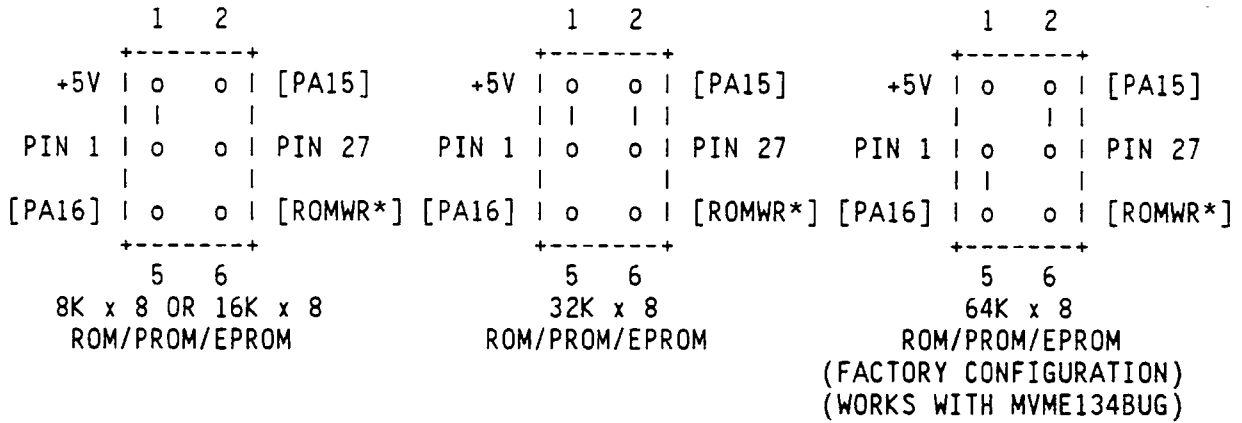 1 2 1 2 1 2
+-------+ +-------+ +-------+
+5V | o o | [PA15] +5V | o o | [PA15] +5V | o o | [PA15]
| | | | | | | | | |
PIN 1 | o o | PIN 27 PIN 1 | o o | PIN 27 PIN 1 | o o | PIN 27
| | | | | | |
[PA16] | o o | [ROMWR*] [PA16] | o o | [ROMWR*] [PA16] | o o | [ROMWR*]
+-------+ +-------+ +-------+
5 6 5 6 5 6
8K x 8 OR 16K x 8 32K x 8 64K x 8
ROM/PROM/EPROM ROM/PROM/EPROM ROM/PROM/EPROM
(FACTORY CONFIGURATION)
(WORKS WITH MVME134BUG)